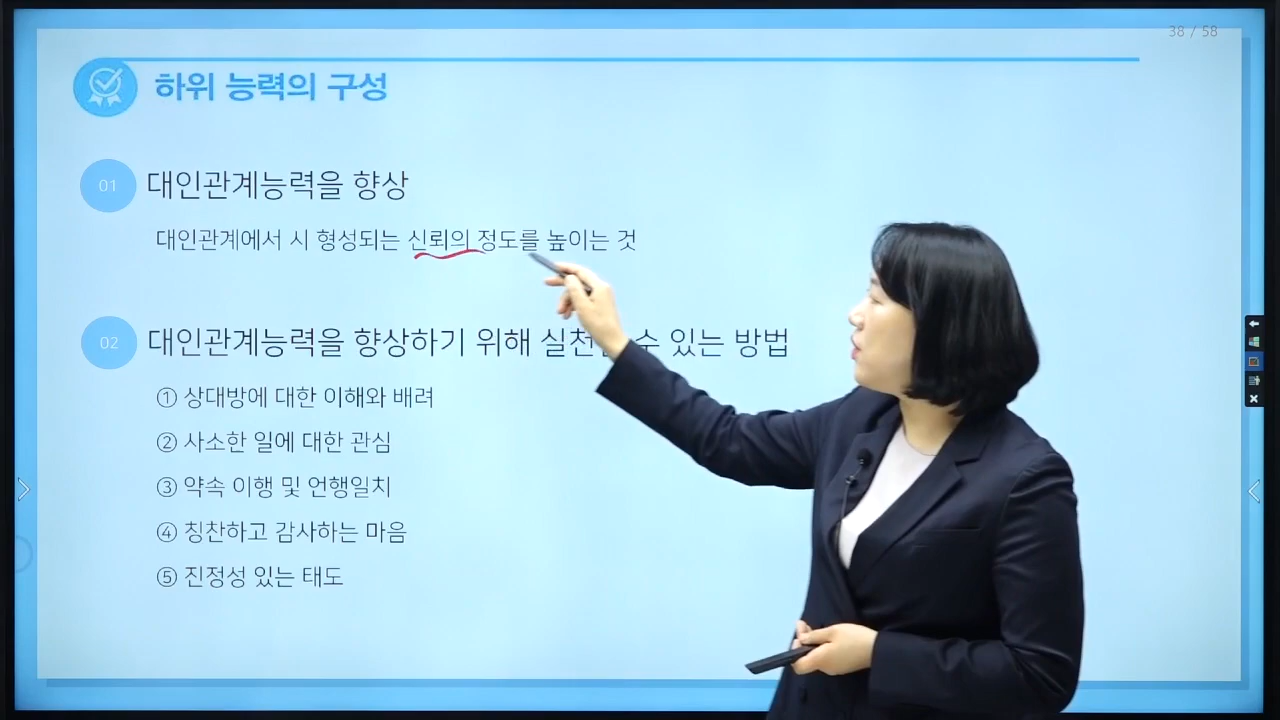 38 / 58
하위 능력의 구성
01 대인관계능력을 향상
대인관계에서 시 형성되는 신뢰의 정도를 높이는 것
02 대인관계능력을 향상하기 위해 수 있는 방법
① 상대방에 대한 이해와 배려
② 사소한 일에 대한 관심
③ 약속 이행 및 언행일치
④ 칭찬하고 감사하는 마음
⑤ 진정성 있는 태도